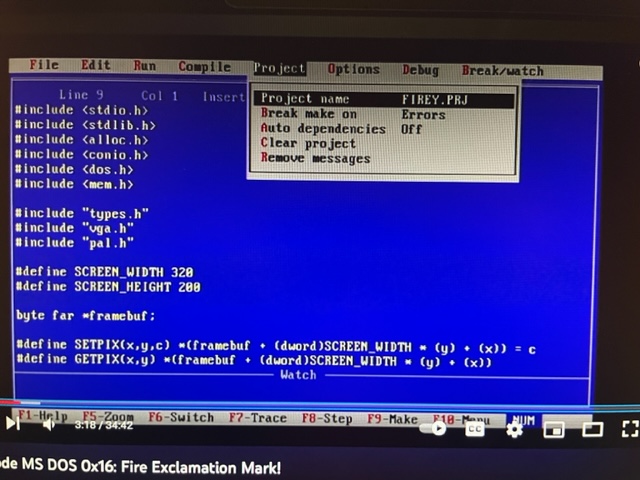 File Edit Run Compile Project Options Debug Break/watch
Line 9 Col 1 Insert
Project name FIREY.PRJ
Break make on Errors
Auto dependencies Off
Clear project
Remove messages
#include <stdio.h>
#include <stdlib.h>
#include <alloc.h>
#include <conio.h>
#include <dos.h>
#include <mem.h>
#include "types.h"
#include "vga.h"
#include "pal.h"
#define SCREEN_WIDTH 320
#define SCREEN_HEIGHT 200
byte far *framebuf;
#define SETPIX(x,y,c) *(framebuf + (dword)SCREEN_WIDTH * (y) + (x)) = c
#define GETPIX(x,y) *(framebuf + (dword)SCREEN_WIDTH * (y) + (x))
Watch
F1-Help F5-Zoom F6-Switch F7-Trace F8-Step F9-Make F10-Menu NUM
3:18 / 34:42 CC
de MS DOS 0x16: Fire Exclamation Mark!